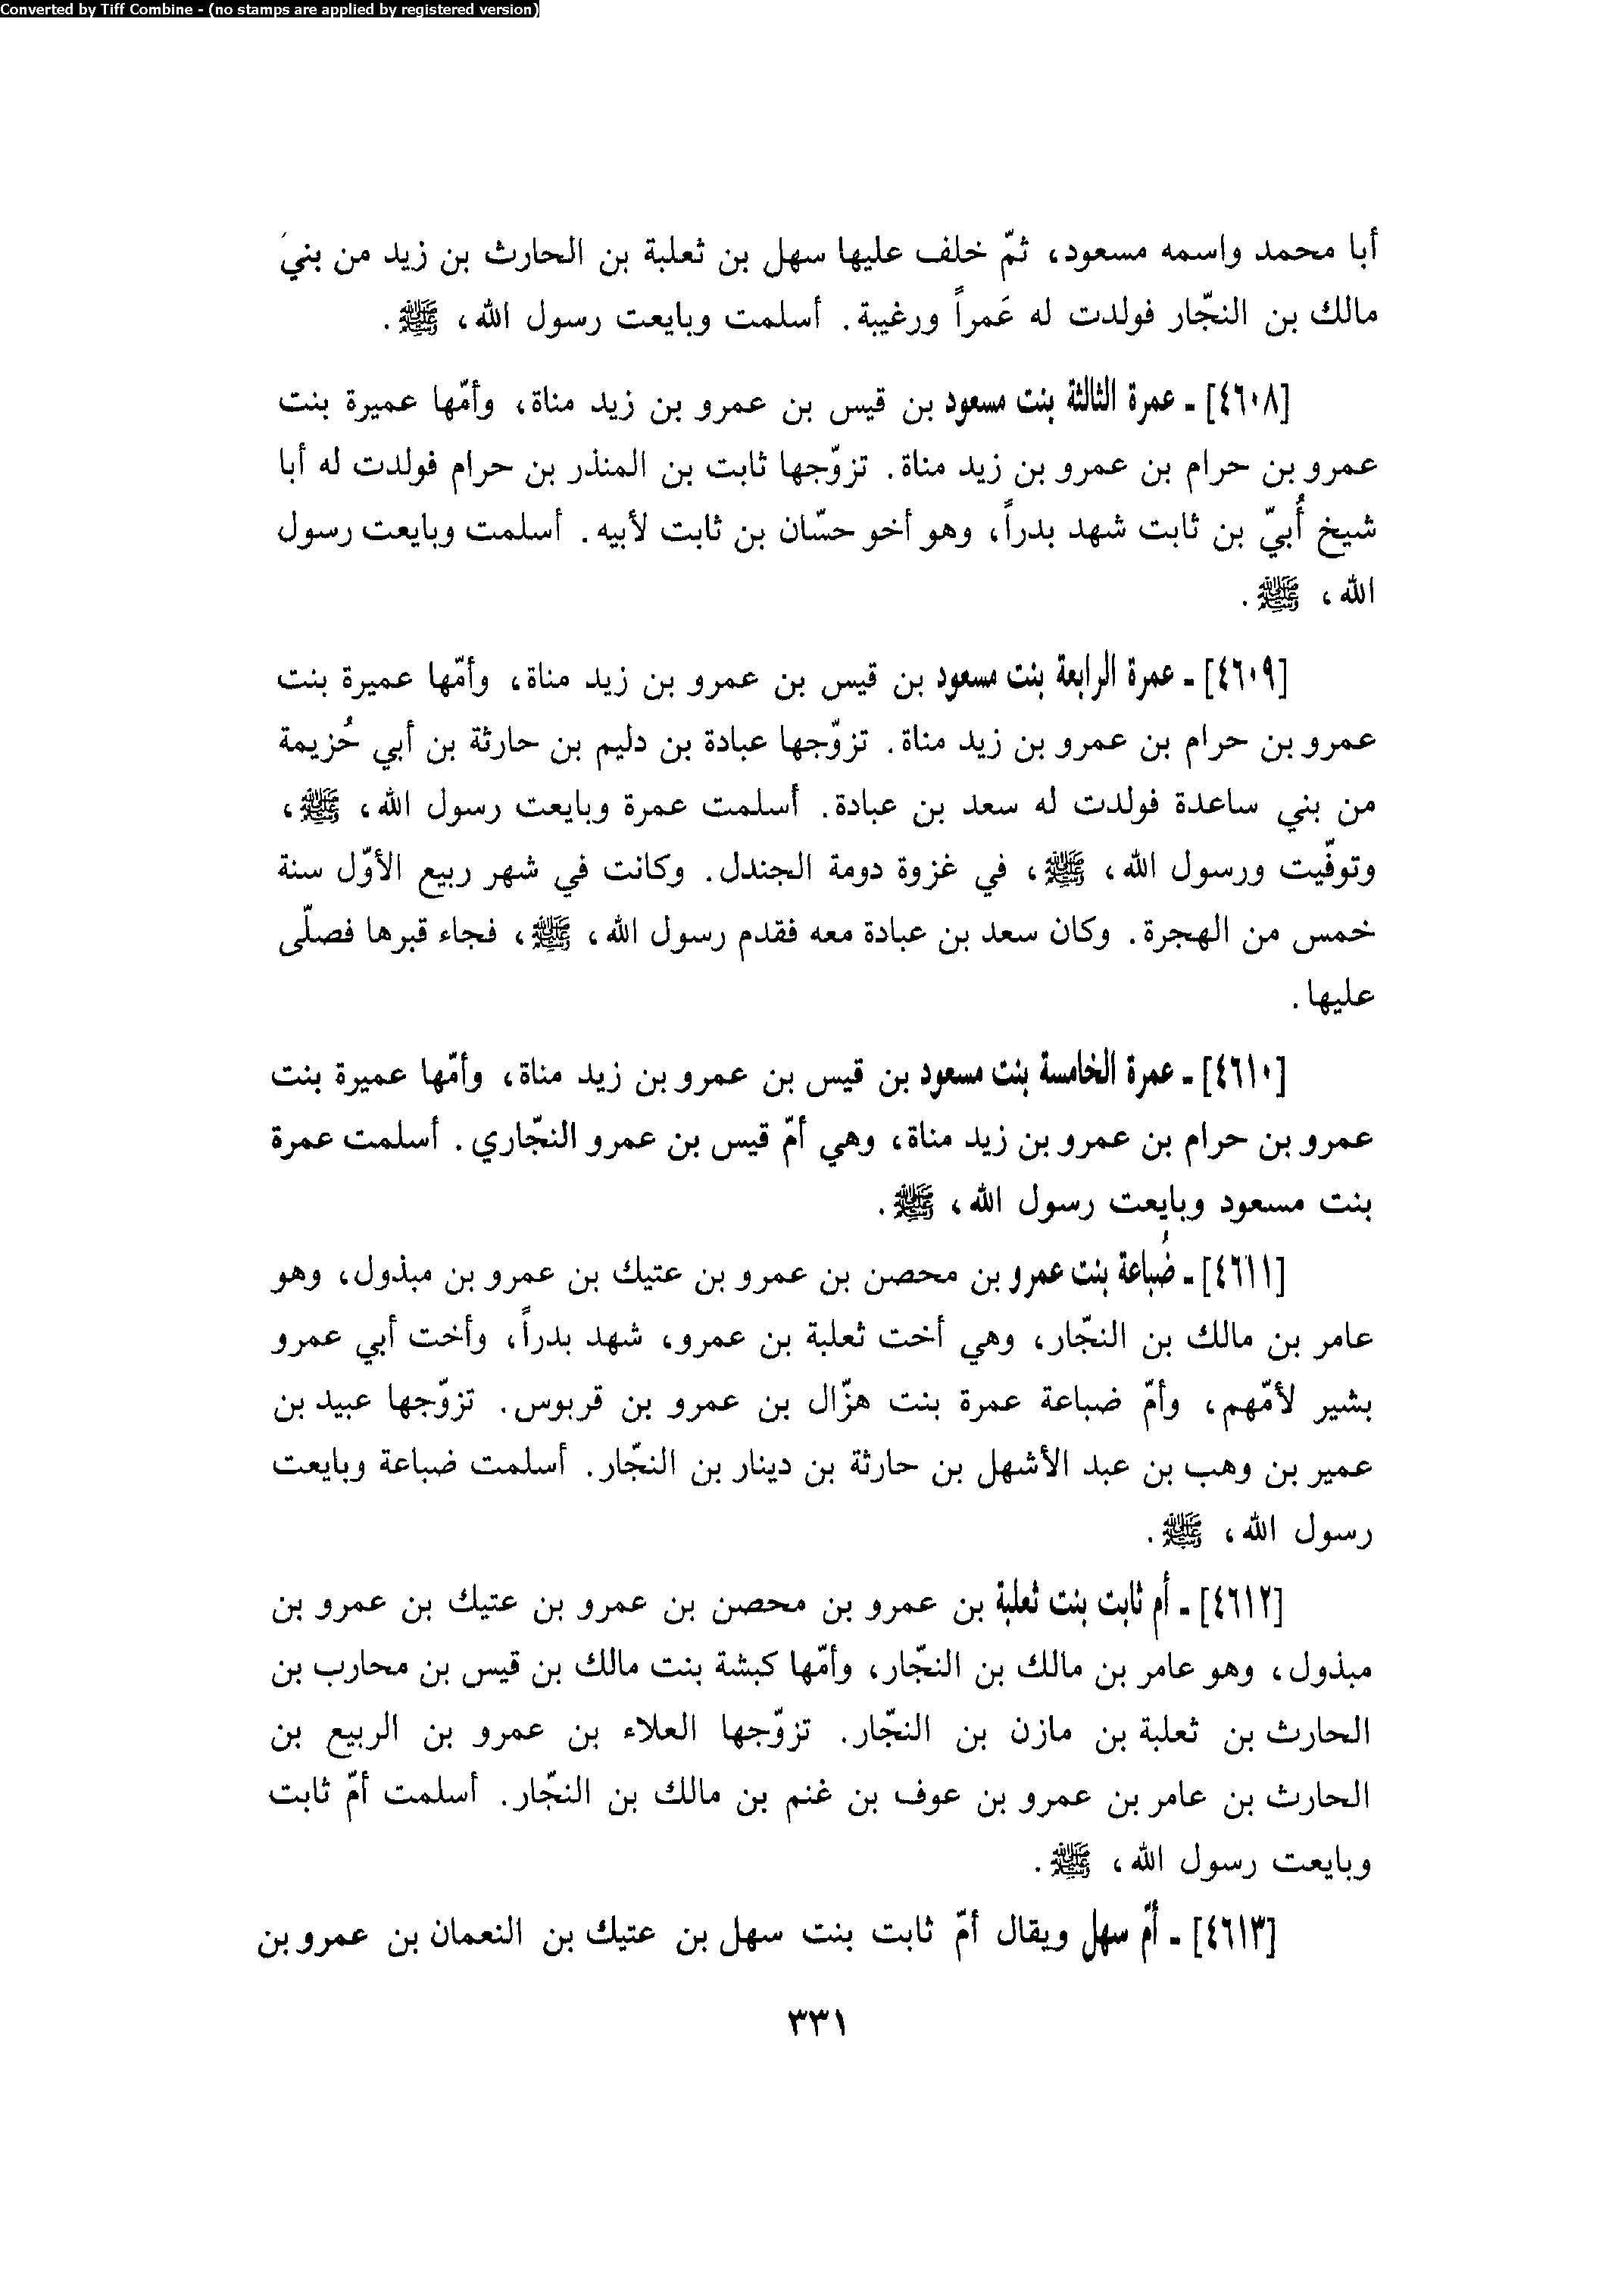 Converted by Tiff Combine - (no stamps are applied by registered version)
أبا محمد واسمه مسعود، ثمّ خلف عليها سهل بن ثعلبة بن الحارث بن زيد من بني
مالك بن النجّار فولدت له عَمراً ورغيبة. أسلمت وبايعت رسول الله، ﷺ.
[٤٦٠٨] - عمرة الثالثة بنت مسعود بن قيس بن عمرو بن زيد مناة، وأمّها عميرة بنت
عمرو بن حرام بن عمرو بن زيد مناة. تزوّجها ثابت بن المنذر بن حرام فولدت له أبا
شيخ أُبيّ بن ثابت شهد بدراً، وهو أخو حسّان بن ثابت لأبيه. أسلمت وبايعت رسول
الله، ﷺ.
[٤٦٠٩] - عمرة الرابعة بنت مسعود بن قيس بن عمرو بن زيد مناة، وأمّها عميرة بنت
عمرو بن حرام بن عمرو بن زيد مناة. تزوّجها عبادة بن دليم بن حارثة بن أبي حُزيمة
من بني ساعدة فولدت له سعد بن عبادة. أسلمت عمرة وبايعت رسول الله، ﷺ،
وتوفّيت ورسول الله، ﷺ، في غزوة دومة الجندل. وكانت في شهر ربيع الأوّل سنة
خمس من الهجرة. وكان سعد بن عبادة معه فقدم رسول الله، ﷺ، فجاء قبرها فصلّى
عليها.
[٤٦١٠] - عمرة الخامسة بنت مسعود بن قيس بن عمرو بن زيد مناة، وأمّها عميرة بنت
عمرو بن حرام بن عمرو بن زيد مناة، وهي أمّ قيس بن عمرو النجّاري. أسلمت عمرة
بنت مسعود وبايعت رسول الله، ﷺ.
[٤٦١١] - ضُباعة بنت عمرو بن محصن بن عمرو بن عتيك بن عمرو بن مبذول، وهو
عامر بن مالك بن النجّار، وهي أخت ثعلبة بن عمرو، شهد بدراً، وأخت أبي عمرو
بشير لأمّهم، وأمّ ضباعة عمرة بنت هزّال بن عمرو بن قربوس. تزوّجها عبيد بن
عمير بن وهب بن عبد الأشهل بن حارثة بن دينار بن النجّار. أسلمت ضباعة وبايعت
رسول الله، ﷺ.
[٤٦١٢] - أم ثابت بنت ثعلبة بن عمرو بن محصن بن عمرو بن عتيك بن عمرو بن
مبذول، وهو عامر بن مالك بن النجّار، وأمّها كبشة بنت مالك بن قيس بن محارب بن
الحارث بن ثعلبة بن مازن بن النجّار. تزوّجها العلاء بن عمرو بن الربيع بن
الحارث بن عامر بن عمرو بن عوف بن غنم بن مالك بن النجّار. أسلمت أمّ ثابت
وبايعت رسول الله، ﷺ.
[٤٦١٣] - أمّ سهل ويقال أمّ ثابت بنت سهل بن عتيك بن النعمان بن عمرو بن
٣٣١